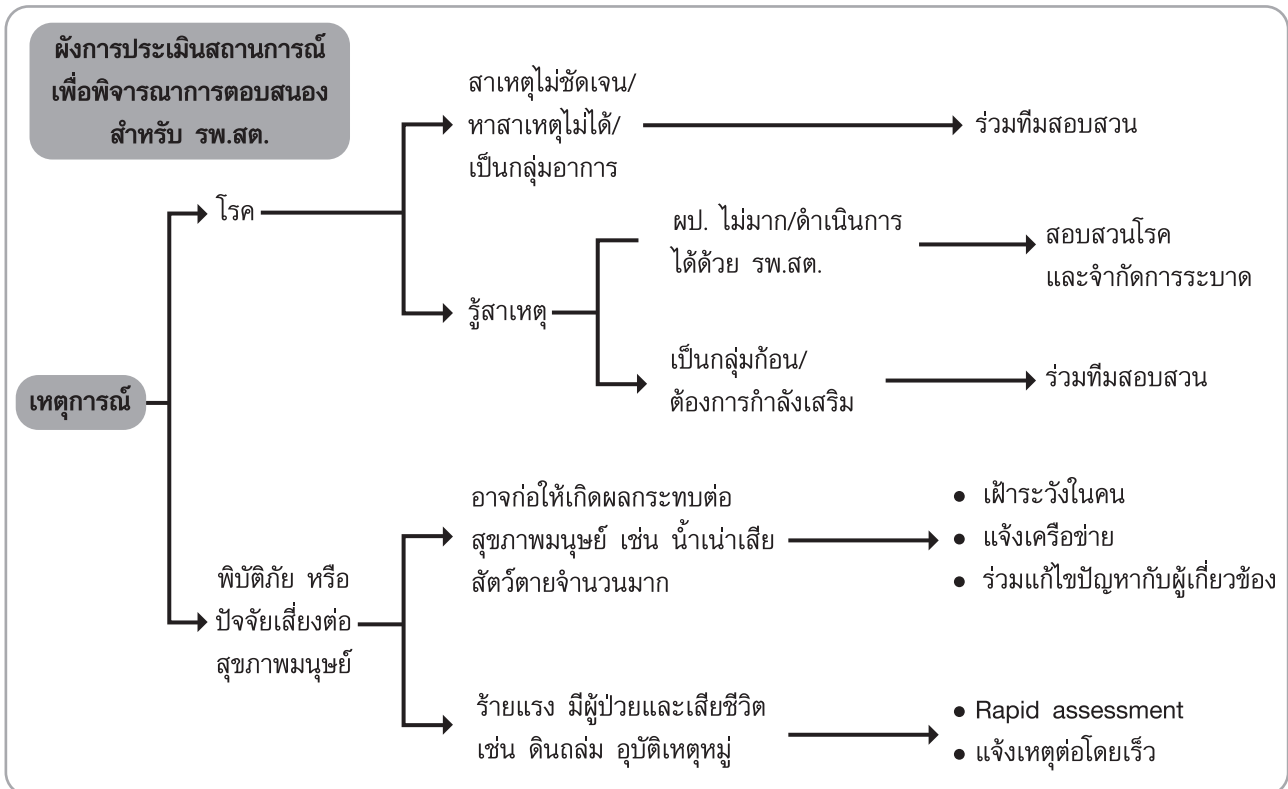 ผังการประเมินสถานการณ์
เพื่อพิจารณาการตอบสนอง
สำหรับ รพ.สต.
สาเหตุไม่ชัดเจน/
หาสาเหตุไม่ได้/
เป็นกลุ่มอาการ
ร่วมทีมสอบสวน
โรค
ผป. ไม่มาก/ดำเนินการ
ได้ด้วย รพ.สต.
สอบสวนโรค
และจำกัดการระบาด
รู้สาเหตุ
เป็นกลุ่มก้อน/
ต้องการกำลังเสริม
ร่วมทีมสอบสวน
เหตุการณ์
อาจก่อให้เกิดผลกระทบต่อ
สุขภาพมนุษย์ เช่น น้ำเน่าเสีย
สัตว์ตายจำนวนมาก
● เฝ้าระวังในคน
● แจ้งเครือข่าย
● ร่วมแก้ไขปัญหากับผู้เกี่ยวข้อง
พิบัติภัย หรือ
ปัจจัยเสี่ยงต่อ
สุขภาพมนุษย์
ร้ายแรง มีผู้ป่วยและเสียชีวิต
เช่น ดินถล่ม อุบัติเหตุหมู่
● Rapid assessment
● แจ้งเหตุต่อโดยเร็ว